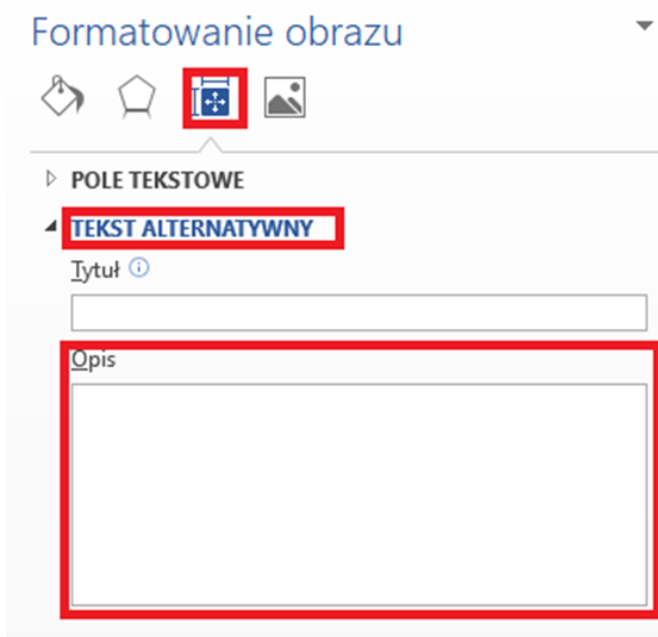 Formatowanie obrazu
POLE TEKSTOWE
TEKST ALTERNATYWNY
Tytuł
Opis